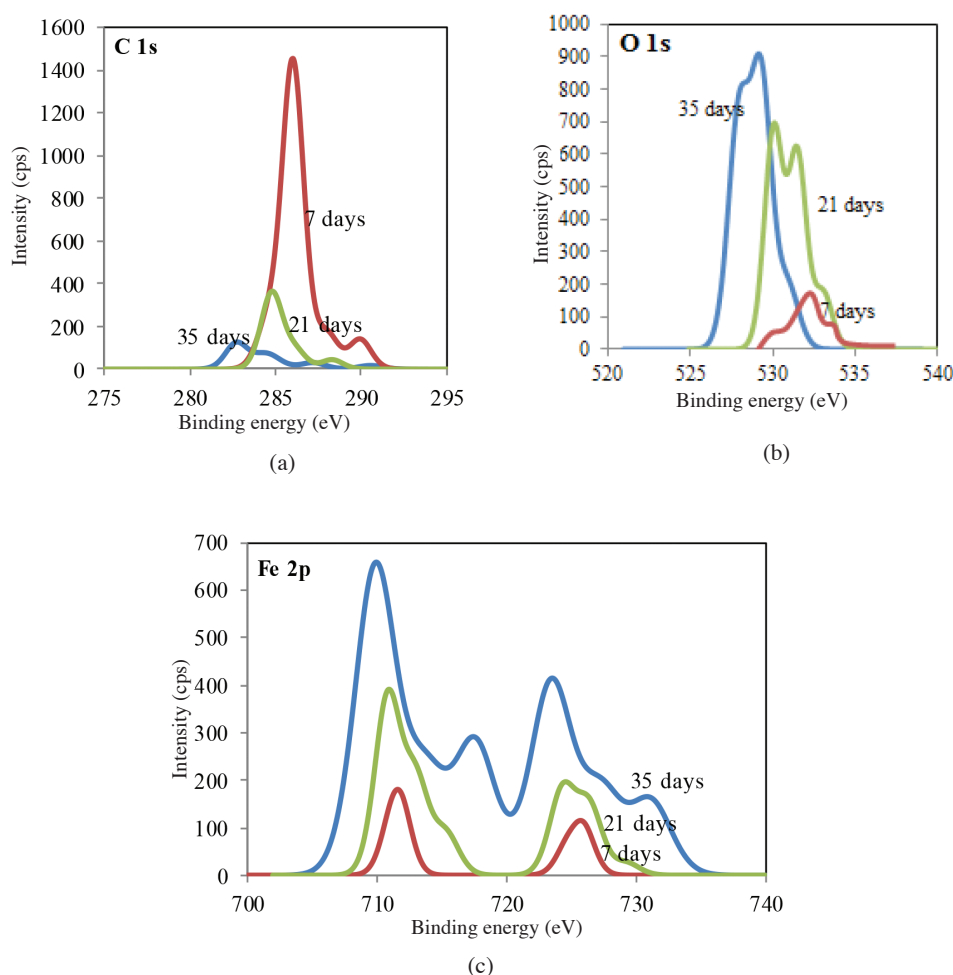 C 1s
1600
1400
1200
1000
800
600
400
200
0
Intensity (cps)
7 days
21 days
35 days
275 280 285 290 295
Binding energy (eV)
(a)
O 1s
1000
900
800
700
600
500
400
300
200
100
0
Intensity (cps)
35 days
21 days
7 days
520 525 530 535 540
Binding energy (eV)
(b)
Fe 2p
700
600
500
400
300
200
100
0
Intensity (cps)
35 days
21 days
7 days
700 710 720 730 740
Binding energy (eV)
(c)